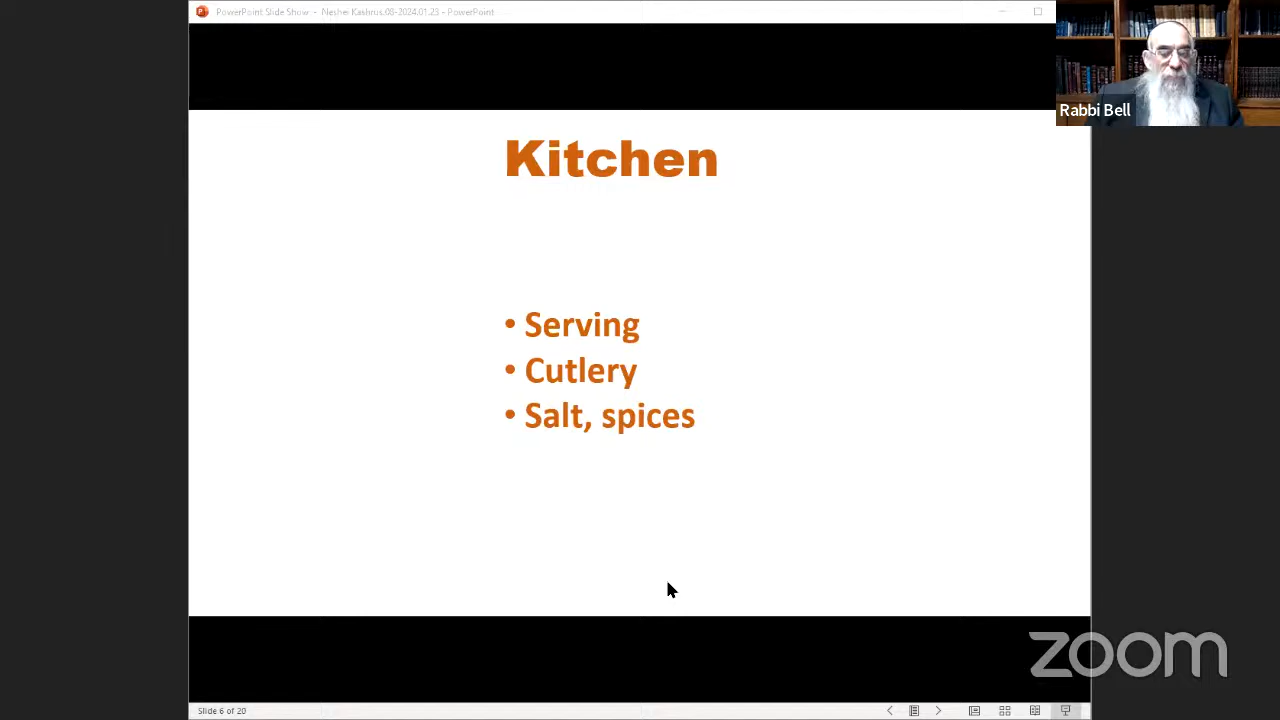 PowerPoint Slide Show - Neshei Kashrus.08-2024.01.23 - PowerPoint
Rabbi Bell
Kitchen
• Serving
• Cutlery
• Salt, spices
zoom
Slide 6 of 20